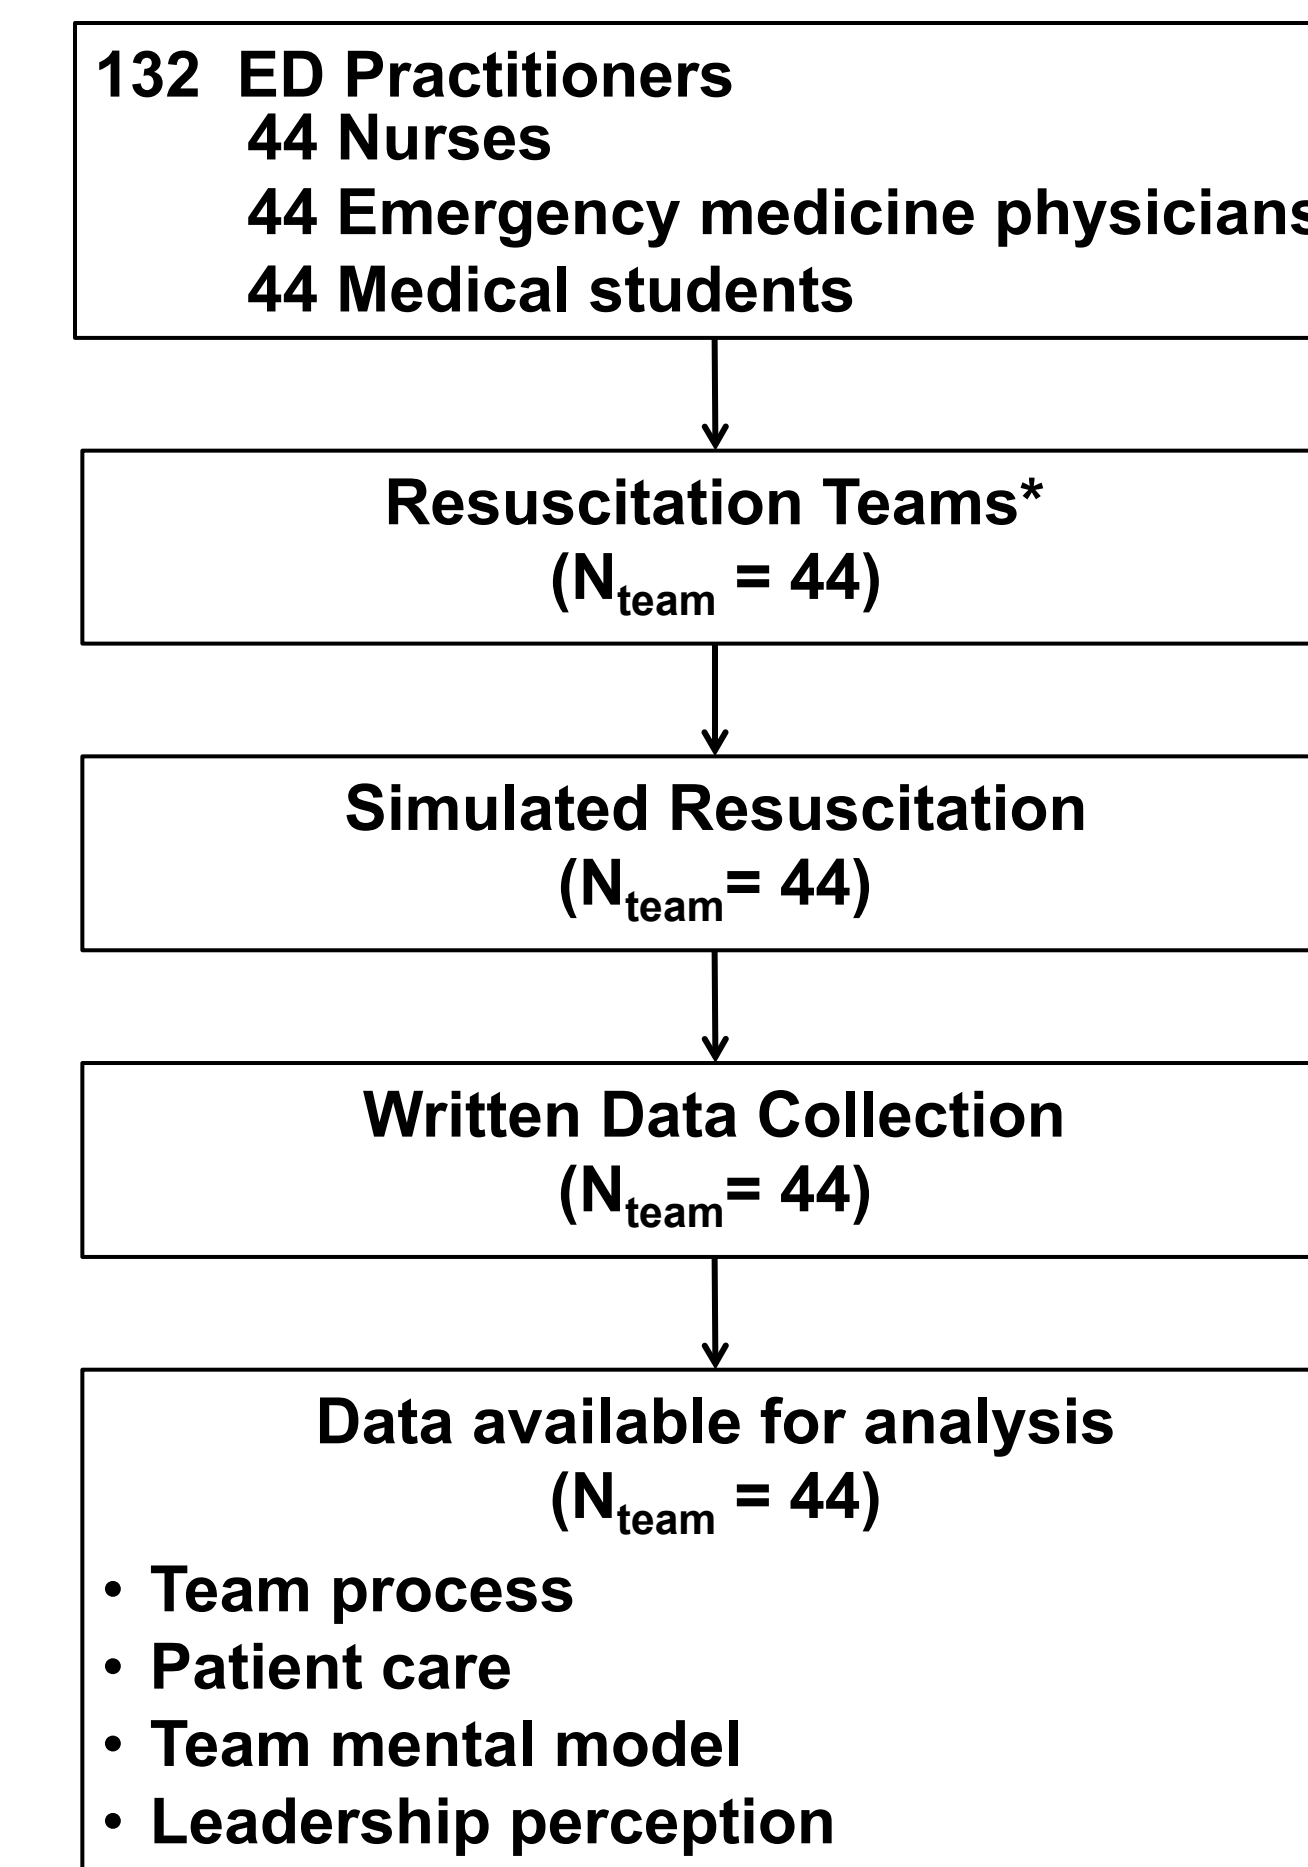 132 ED Practitioners
44 Nurses
44 Emergency medicine physicians
44 Medical students
Resuscitation Teams*
(Nteam = 44)
Simulated Resuscitation
(Nteam= 44)
Written Data Collection
(Nteam= 44)
Data available for analysis
(Nteam = 44)
• Team process
• Patient care
• Team mental model
• Leadership perception